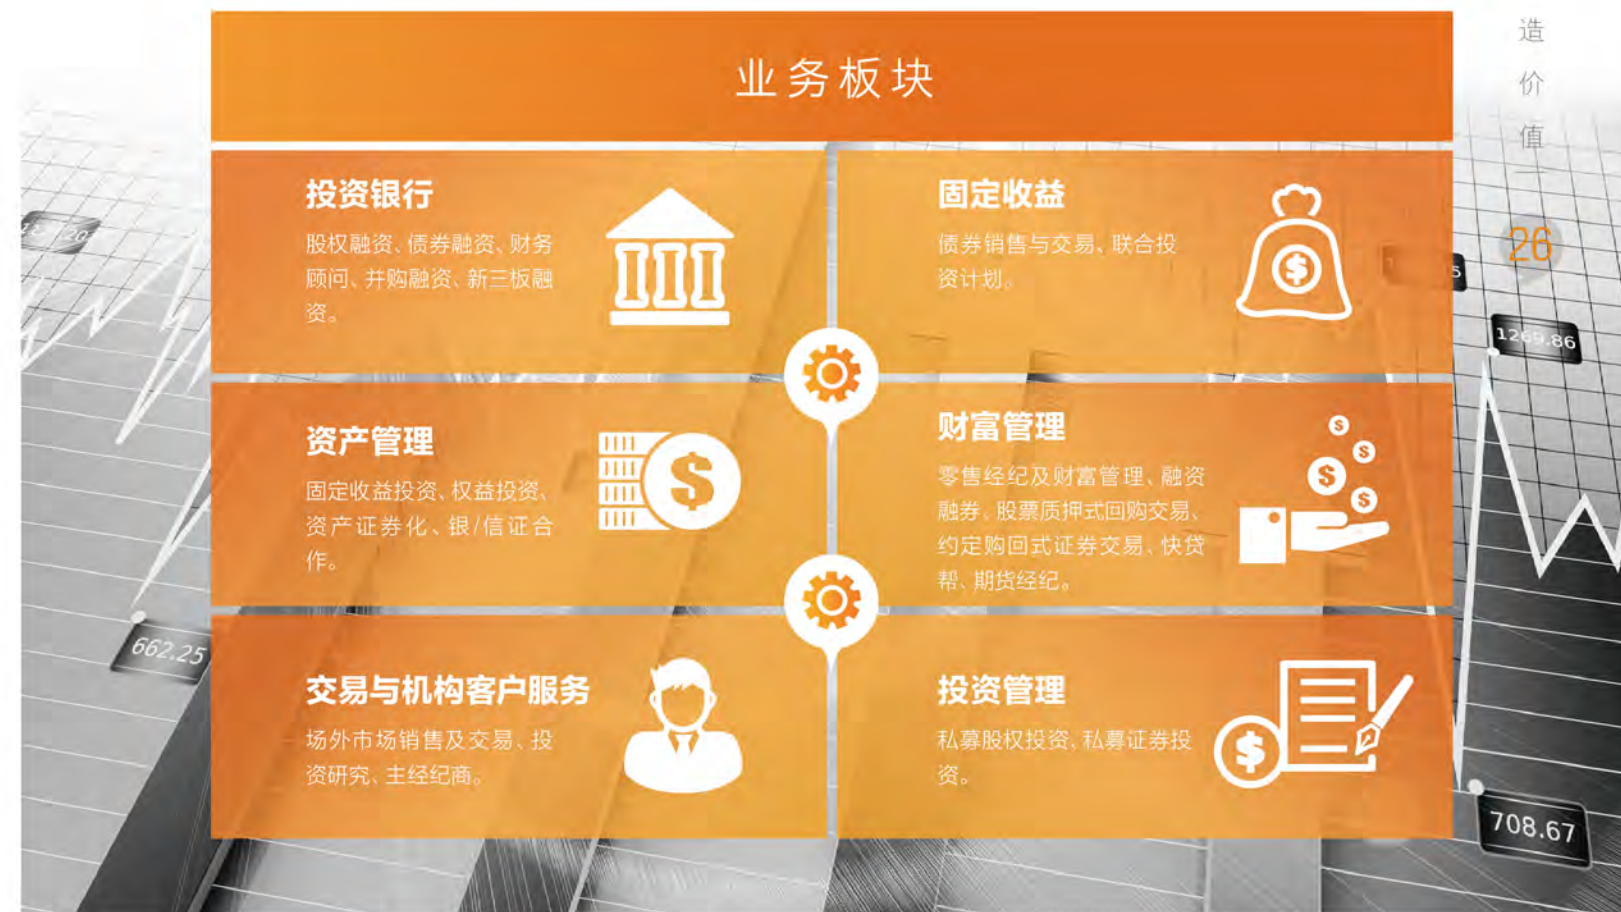 业务板块
投资银行
股权融资、债券融资、财务
顾问、并购融资、新三板融
资。
固定收益
债券销售与交易、联合投
资计划。
资产管理
固定收益投资、权益投资、
资产证券化、银/信证合
作。
财富管理
零售经纪及财富管理、融资
融券、股票质押式回购交易、
约定购回式证券交易、快贷
帮、期货经纪。
交易与机构客户服务
场外市场销售及交易、投
资研究、主经纪商。
投资管理
私募股权投资、私募证券投
资。
造
价
值
26
1269.86
662.25
708.67